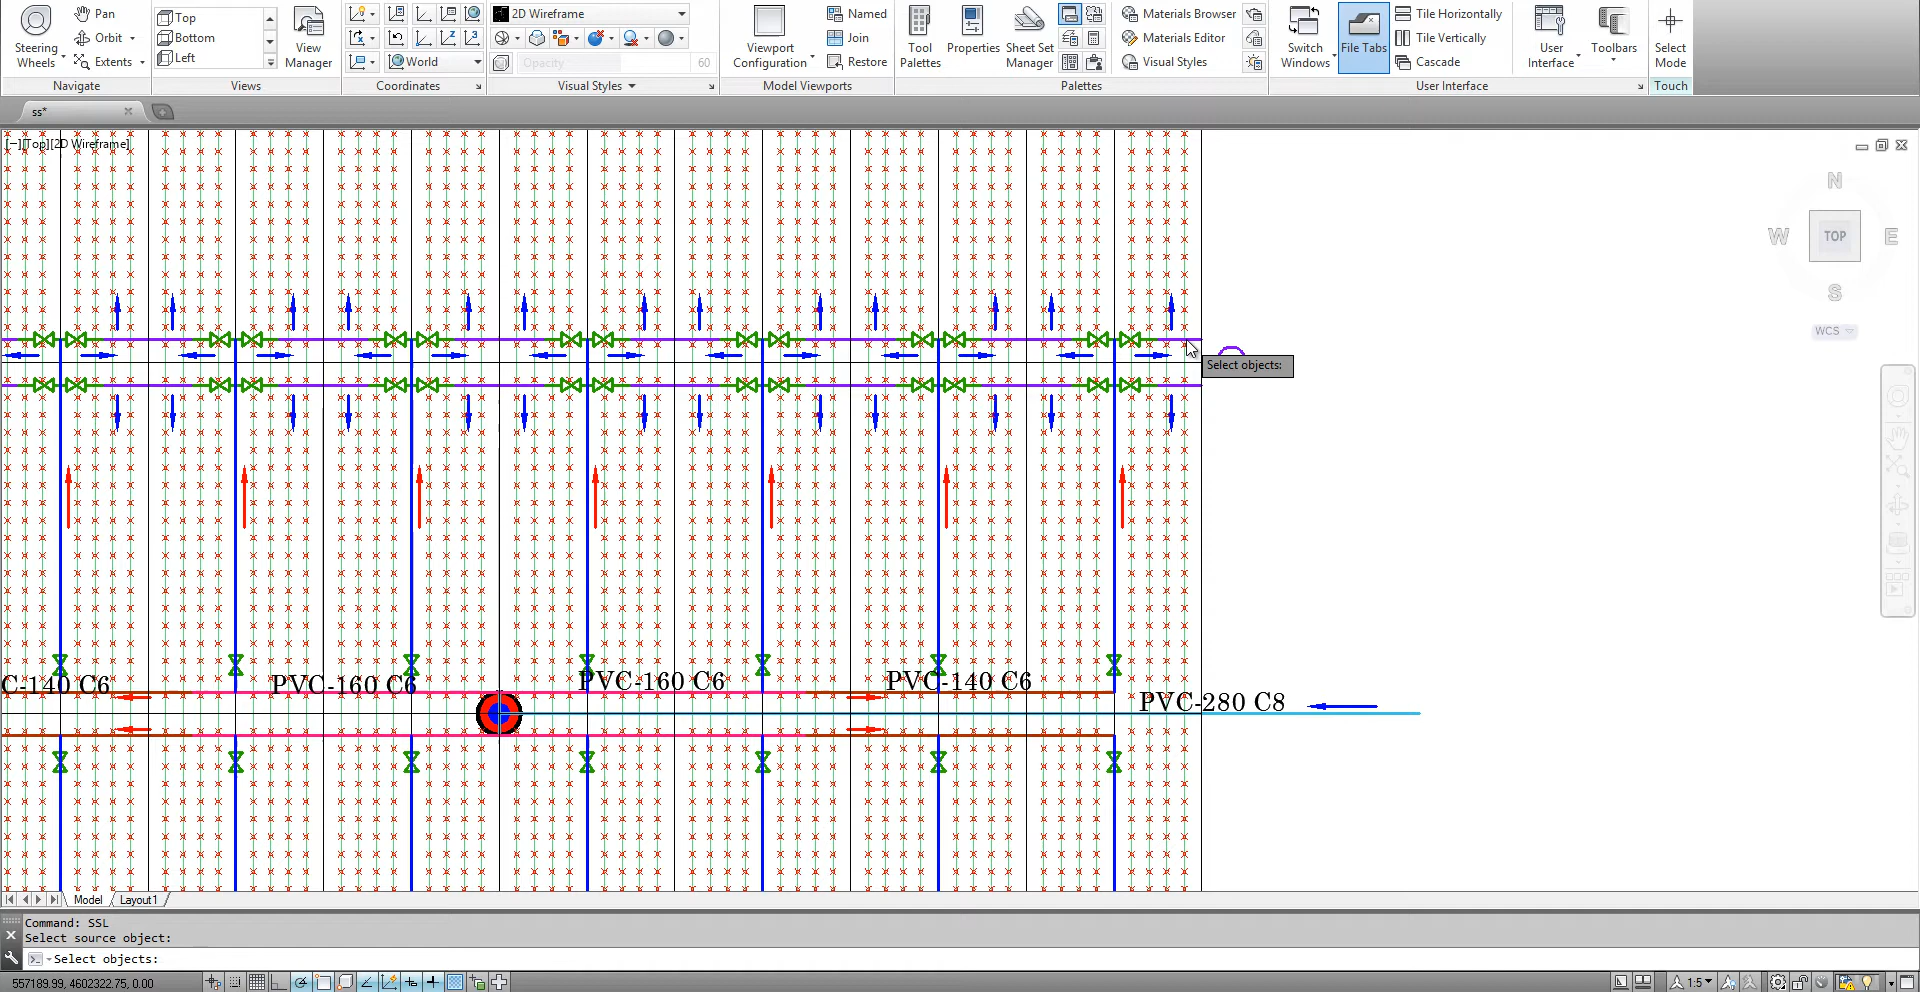 Steering Wheels
Pan
Orbit
Extents
Navigate
Top
Bottom
Left
View Manager
Views
World
Coordinates
2D Wireframe
Opacity 60
Visual Styles
Viewport Configuration
Named
Join
Restore
Model Viewports
Tool Palettes
Properties
Sheet Set Manager
Materials Browser
Materials Editor
Visual Styles
Palettes
Switch Windows
File Tabs
Tile Horizontally
Tile Vertically
Cascade
User Interface
Toolbars
User Interface
Select Mode
Touch
ss*
[−][Top][2D Wireframe]
N
W TOP E
S
WCS
Select objects:
C-140 C6 PVC-160 C6 PVC-160 C6 PVC-140 C6
PVC-280 C8
Model Layout1
Command: SSL
Select source object:
Select objects:
557189.99, 4602322.75, 0.00
1:5